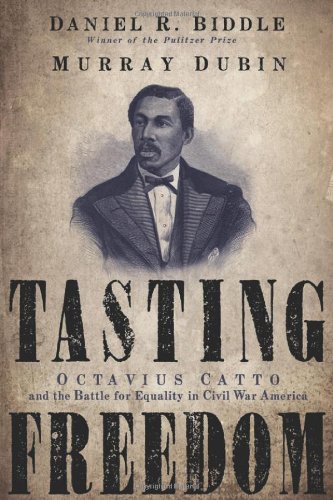 DANIEL R. BIDDLE
Winner of the Pulitzer Prize
MURRAY DUBIN
TASTING
OCTAVIUS CATTO
and the Battle for Equality in Civil War America
FREEDOM